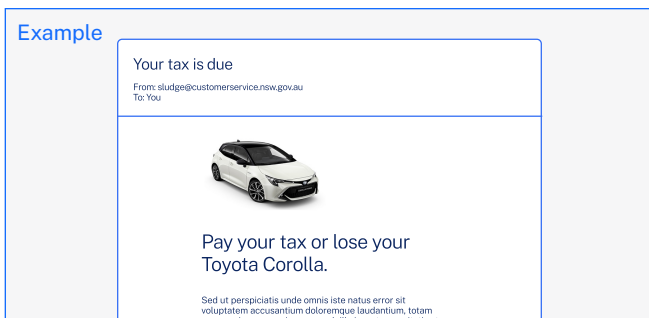 Example
Your tax is due
From: sludge@customerservice.nsw.gov.au
To: You
Pay your tax or lose your
Toyota Corolla.
Sed ut perspiciatis unde omnis iste natus error sit
voluptatem accusantium doloremque laudantium, totam